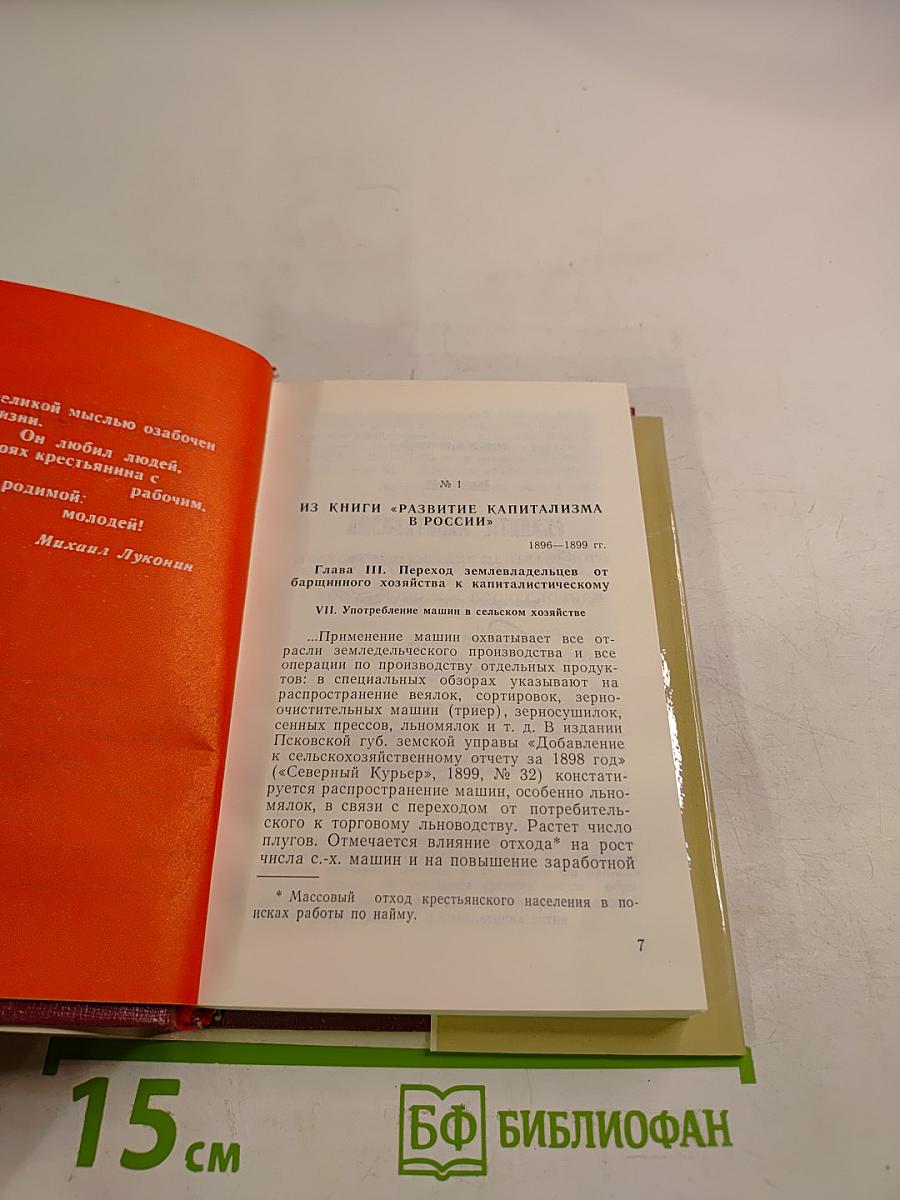 великой мыслью озабочен
изни.
Он любил людей,
оях крестьянина с
родимой: рабочим.
молодей!
Михаил Луконин
№ 1
ИЗ КНИГИ «РАЗВИТИЕ КАПИТАЛИЗМА
В РОССИИ»
1896—1899 гг.
Глава III. Переход землевладельцев от
барщинного хозяйства к капиталистическому
VII. Употребление машин в сельском хозяйстве
...Применение машин охватывает все от-
расли земледельческого производства и все
операции по производству отдельных продук-
тов: в специальных обзорах указывают на
распространение веялок, сортировок, зерно-
очистительных машин (триер), зерносушилок,
сенных прессов, льномялок и т. д. В издании
Псковской губ. земской управы «Добавление
к сельскохозяйственному отчету за 1898 год»
(«Северный Курьер», 1899, № 32) констати-
руется распространение машин, особенно льно-
мялок, в связи с переходом от потребитель-
ского к торговому льноводству. Растет число
плугов. Отмечается влияние отхода* на рост
числа с.-х. машин и на повышение заработной
* Массовый отход крестьянского населения в по-
исках работы по найму.
7
15 см
БФ БИБЛИОФАН